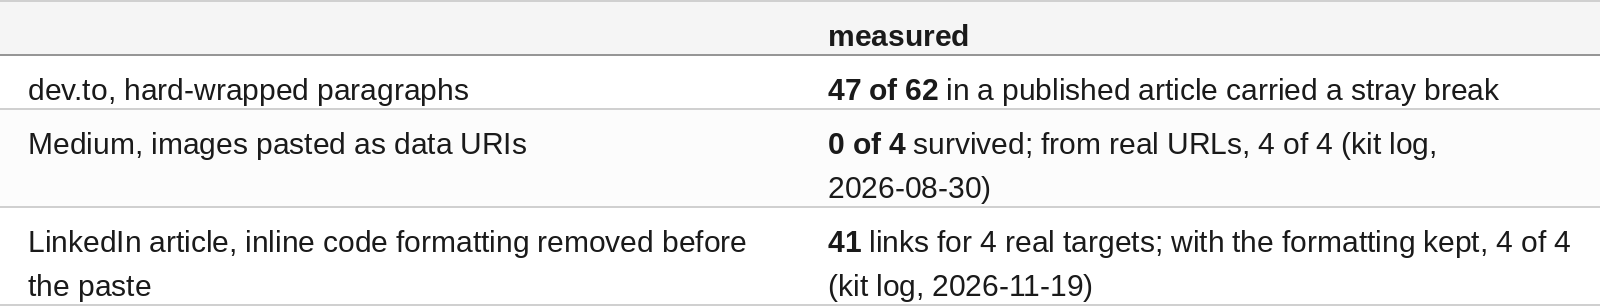 measured
dev.to, hard-wrapped paragraphs
47 of 62 in a published article carried a stray break
Medium, images pasted as data URIs
0 of 4 survived; from real URLs, 4 of 4 (kit log,
2026-08-30)
LinkedIn article, inline code formatting removed before
the paste
41 links for 4 real targets; with the formatting kept, 4 of 4
(kit log, 2026-11-19)